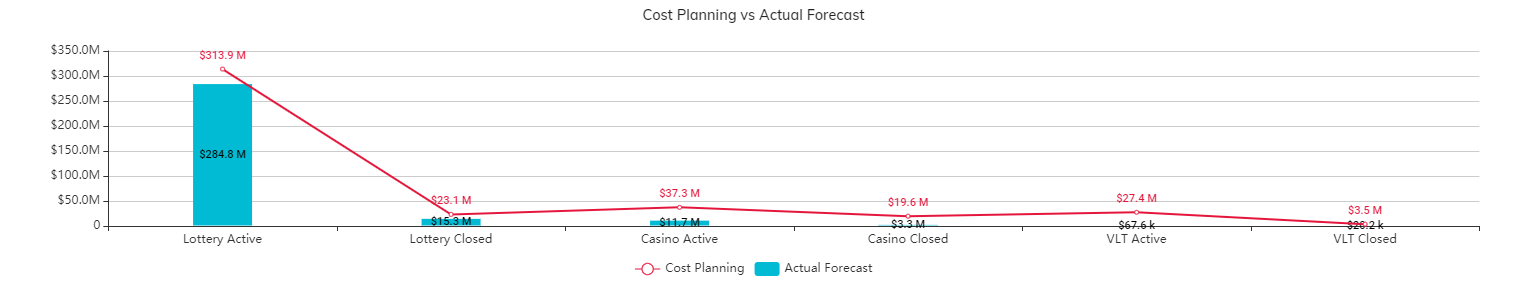 Cost Planning vs Actual Forecast
$350.0M
$300.0M
$250.0M
$200.0M
$150.0M
$100.0M
$50.0M
0
$313.9 M
$284.8 M
$23.1 M
$15.3 M
$37.3 M
$11.7 M
$19.6 M
$3.3 M
$27.4 M
$67.6 k
$3.5 M
$26.2 k
Lottery Active
Lottery Closed
Casino Active
Casino Closed
VLT Active
VLT Closed
Cost Planning
Actual Forecast